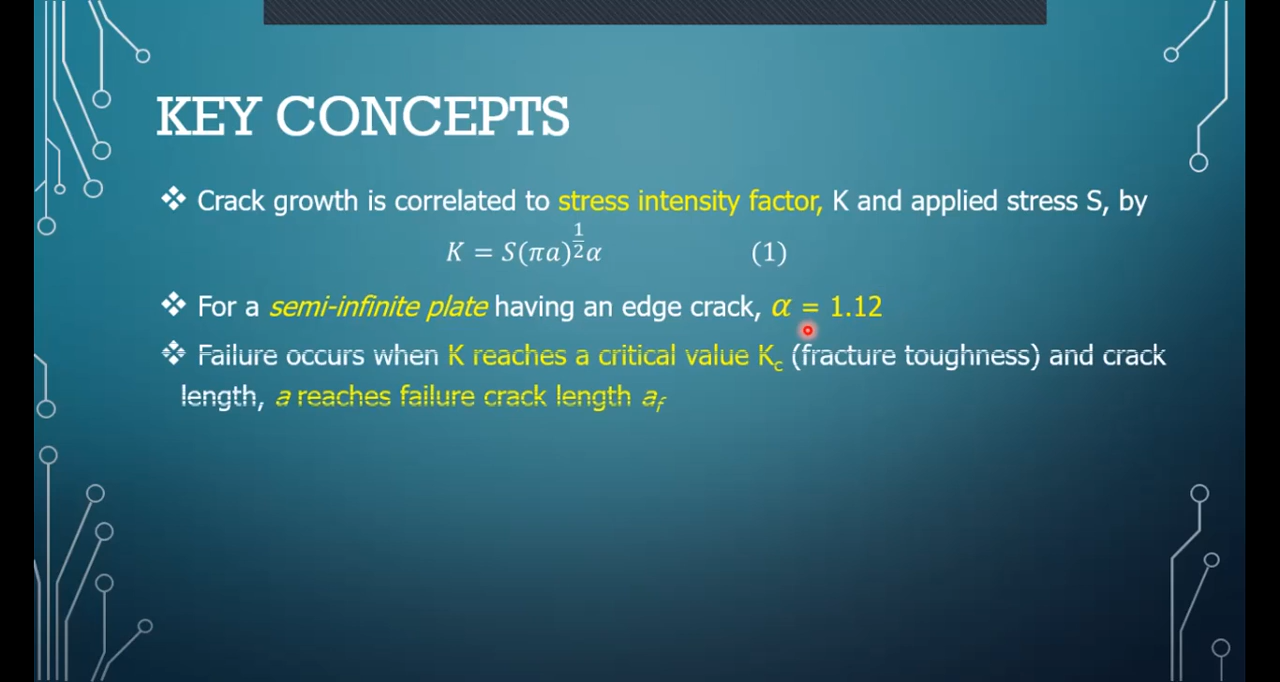 KEY CONCEPTS
❖ Crack growth is correlated to stress intensity factor, K and applied stress S, by
K = S(πa)^{1/2}α (1)
❖ For a semi-infinite plate having an edge crack, α = 1.12
❖ Failure occurs when K reaches a critical value K_c (fracture toughness) and crack
length, a reaches failure crack length a_f